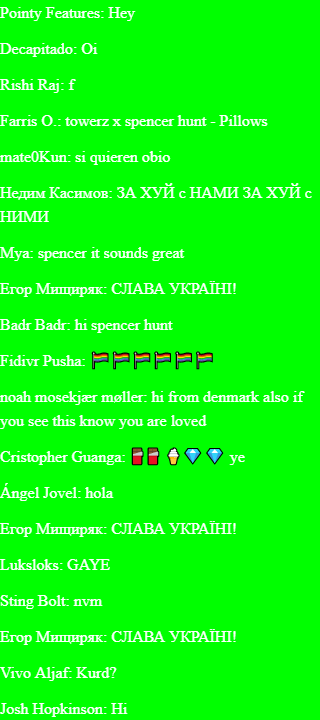 Pointy Features: Hey
Decapitado: Oi
Rishi Raj: f
Farris O.: towerz x spencer hunt - Pillows
mate0Kun: si quieren obio
Недим Касимов: ЗА ХУЙ с НАМИ ЗА ХУЙ с
НИМИ
Mya: spencer it sounds great
Егор Мищиряк: СЛАВА УКРАЇНІ!
Badr Badr: hi spencer hunt
Fidivr Pusha: 🏳️‍🌈🏳️‍🌈🏳️‍🌈🏳️‍🌈🏳️‍🌈🏳️‍🌈
noah mosekjær møller: hi from denmark also if
you see this know you are loved
Cristopher Guanga: 🍫🍫🍦💎💎 ye
Ángel Jovel: hola
Егор Мищиряк: СЛАВА УКРАЇНІ!
Luksloks: GAYE
Sting Bolt: nvm
Егор Мищиряк: СЛАВА УКРАЇНІ!
Vivo Aljaf: Kurd?
Josh Hopkinson: Hi